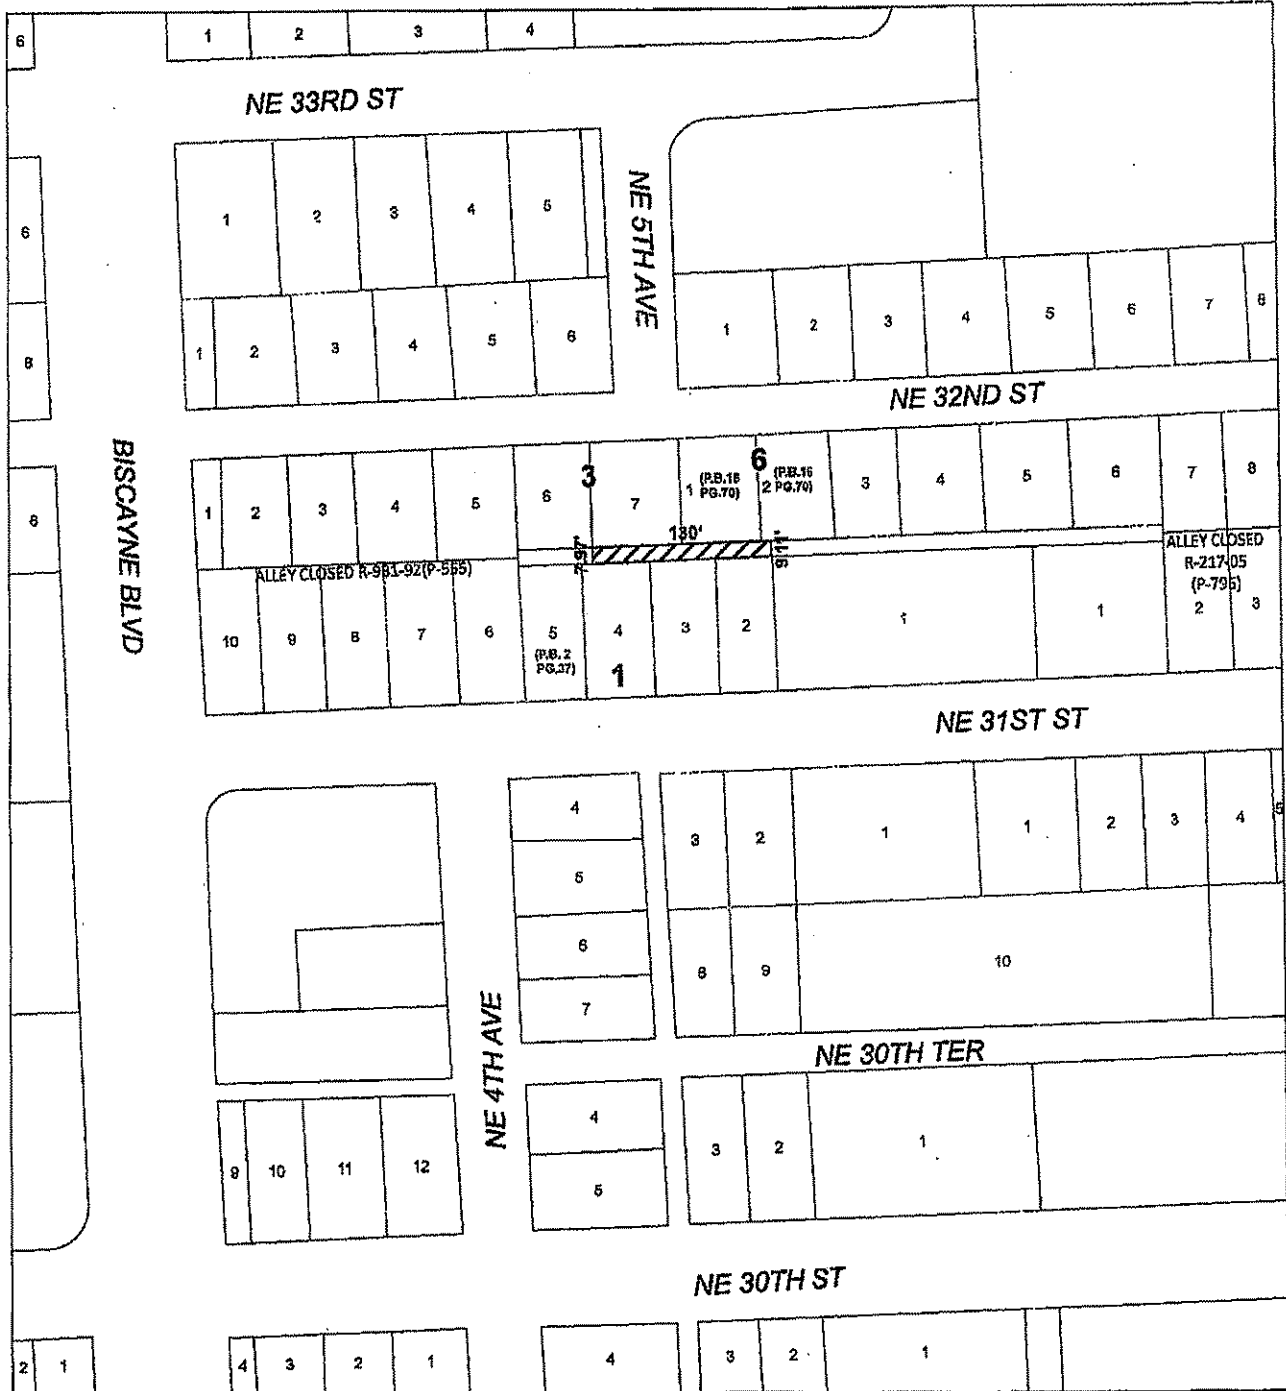 6 1 2 3 4
NE 33RD ST
1 2 3 4 5
NE 5TH AVE
6
8
1 2 3 4 5 6
1 2 3 4 5 6 7 8
NE 32ND ST
BISCAYNE BLVD
8
1 2 3 4 5 6 3 7
1 (P.B.16
PG.70)
6
2 (P.B.16
PG.70)
3 4 5 6 7 8
130'
7.97'
9.11'
ALLEY CLOSED R-981-92(P-565)
ALLEY CLOSED
R-217-05
(P-795)
10 9 8 7 6
5
(P.B. 2
PG.37)
4 3 2 1 1 2 3
1
NE 31ST ST
4
5
6
7
3 2 1 1 2 3 4 5
8 9 10
NE 4TH AVE
NE 30TH TER
9 10 11 12
4
5
3 2 1
NE 30TH ST
2 1 4 3 2 1 4 3 2 1